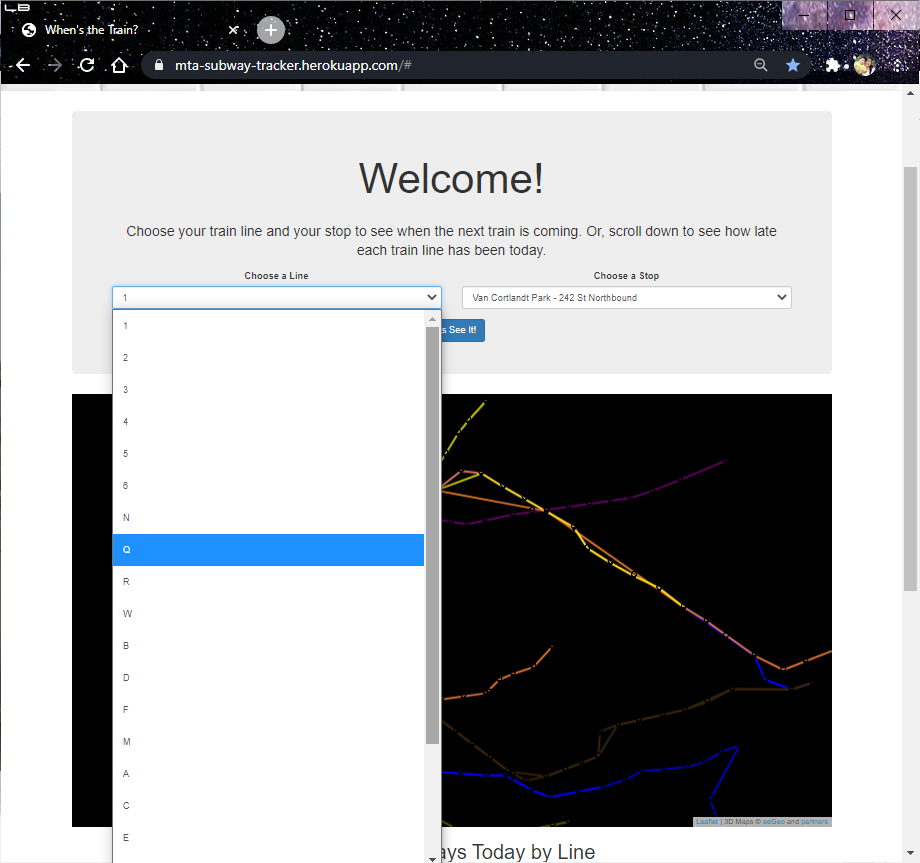 When's the Train?
mta-subway-tracker.herokuapp.com/#
Welcome!
Choose your train line and your stop to see when the next train is coming. Or, scroll down to see how late
each train line has been today.
Choose a Line
1
1
2
3
4
5
6
N
Q
R
W
B
D
F
M
A
C
E
Choose a Stop
Van Cortlandt Park - 242 St Northbound
s See It!
Leaflet | 3D Maps © eeGeo and partners
ays Today by Line